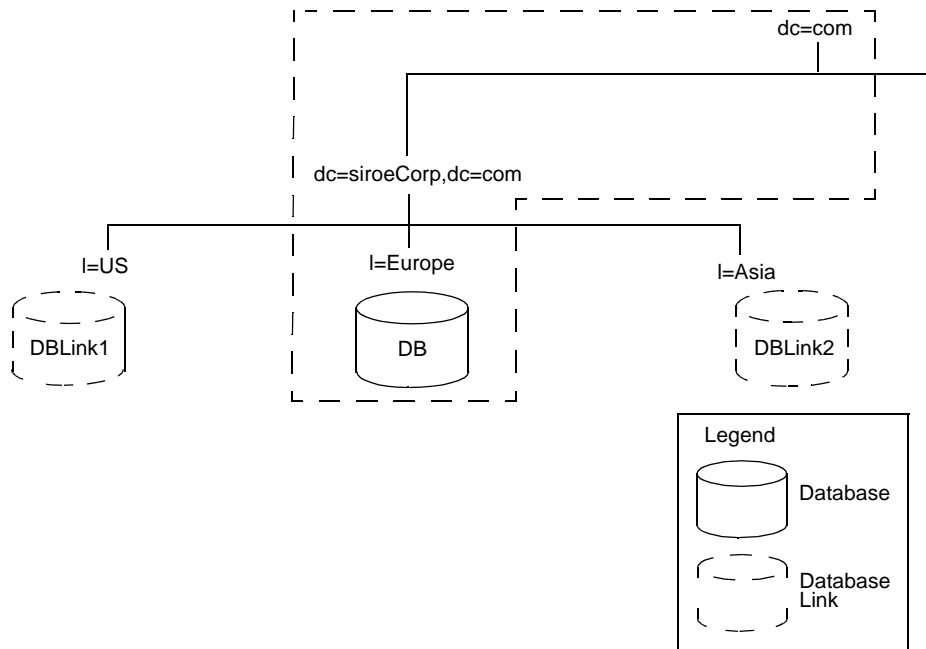 dc=com
dc=siroeCorp,dc=com
l=US
l=Europe
l=Asia
DBLink1
DB
DBLink2
Legend
Database
Database
Link